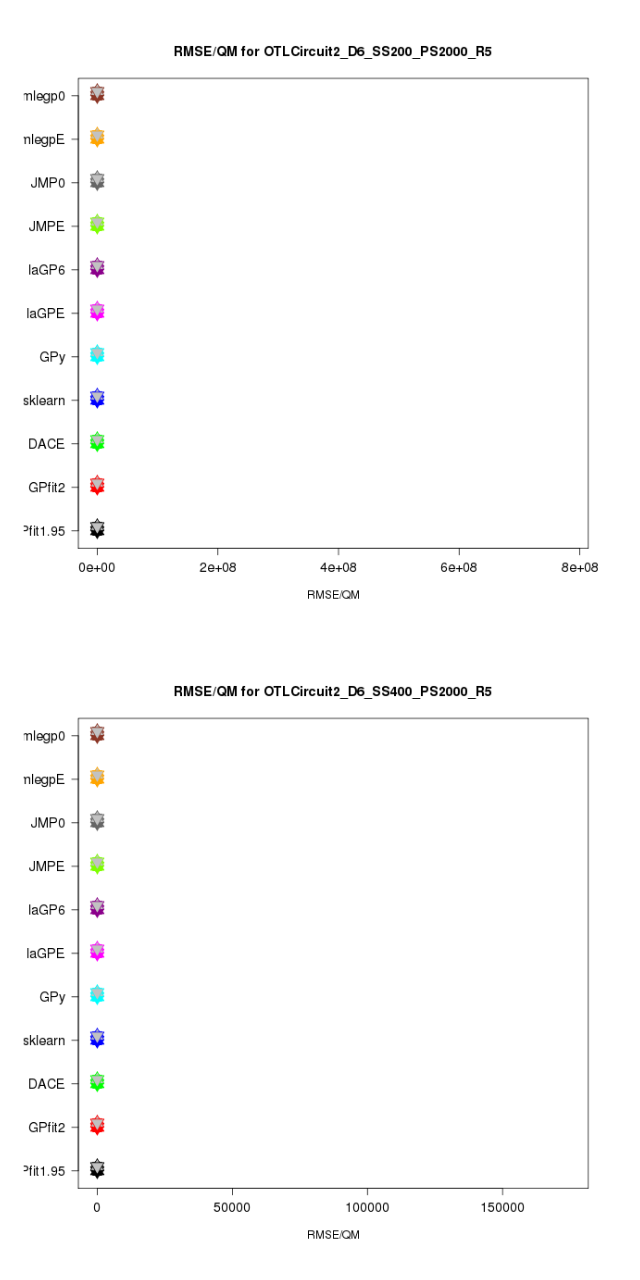 RMSE/QM for OTLCircuit2_D6_SS200_PS2000_R5
mlegp0
mlegpE
JMP0
JMPE
laGP6
laGPE
GPy
sklearn
DACE
GPfit2
Pfit1.95
0e+00 2e+08 4e+08 6e+08 8e+08
RMSE/QM
RMSE/QM for OTLCircuit2_D6_SS400_PS2000_R5
mlegp0
mlegpE
JMP0
JMPE
laGP6
laGPE
GPy
sklearn
DACE
GPfit2
Pfit1.95
0 50000 100000 150000
RMSE/QM